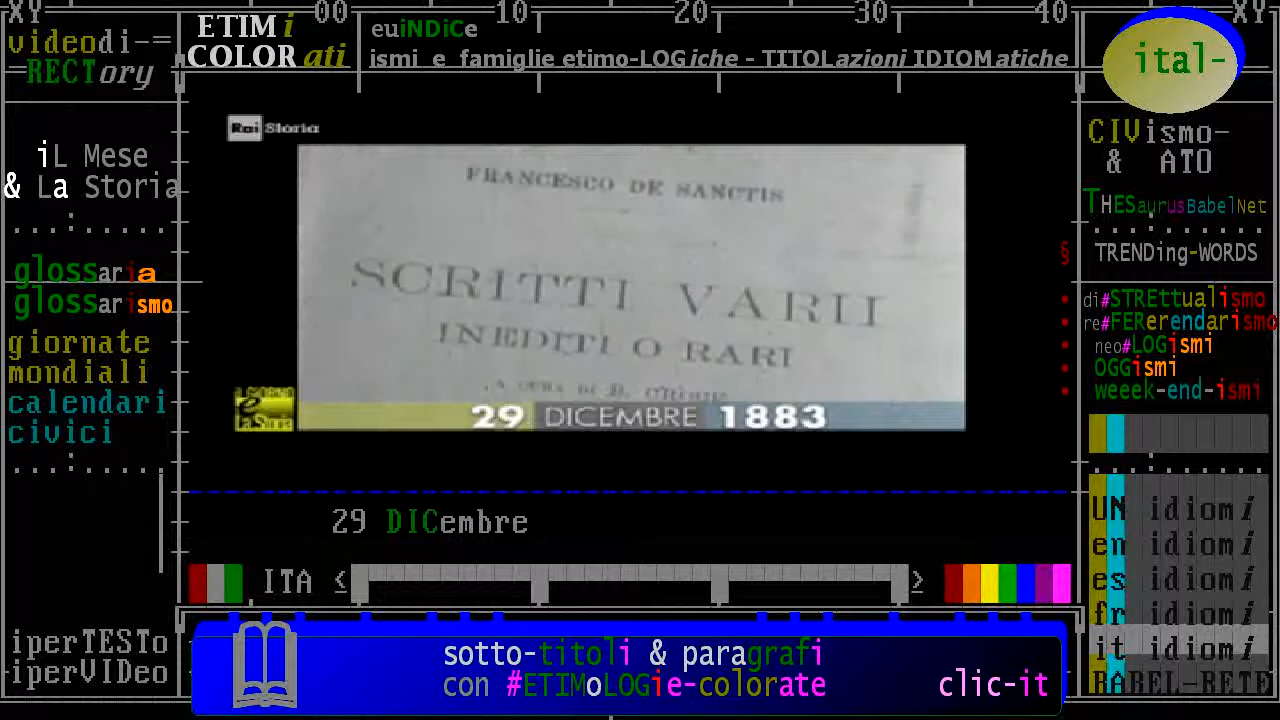 XY 00 10 20 30 40 XY
videodi-=
RECTory
ETIMi
COLORati
euiNDiCe
ismi e famiglie etimo-LOGiche - TITOLazioni IDIOMatiche
ital-
iL Mese
& La Storia
...:.....
glossaria
glossarismo
giornate
mondiali
calendari
civici
...:.....
iperTESTo
iperVIDeo
Rai Storia
FRANCESCO DE SANCTIS
SCRITTI VARII
INEDITI O RARI
A CURA DI B.
29 DICEMBRE 1883
29 DICembre
ITA <
>
sotto-titoli & paragrafi
con #ETIMoLOGie-colorate
clic-it
CIVismo-
& ATO
THESaurusBabelNet
...:.....
§ TRENDing-WORDS
di#STREttualismo
re#FERerendarismo
neo#LOGismi
OGGismi
weeek-end-ismi
...:.....
UN idiomi
en idiomi
es idiomi
fr idiomi
it idiomi
BABEL-RETE